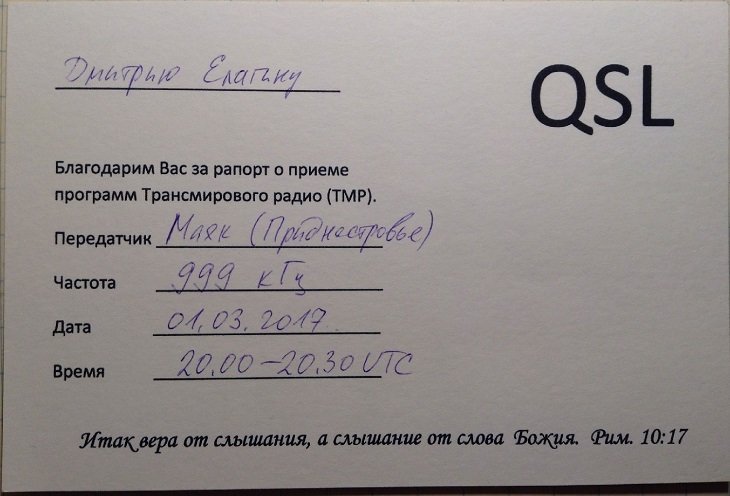 Дмитрию Елагину
QSL
Благодарим Вас за рапорт о приеме
программ Трансмирового радио (ТМР).
Передатчик Маяк (Приднестровье)
Частота 999 кГц
Дата 01.03.2017
Время 20.00-20.30 UTC
Итак вера от слышания, а слышание от слова Божия. Рим. 10:17